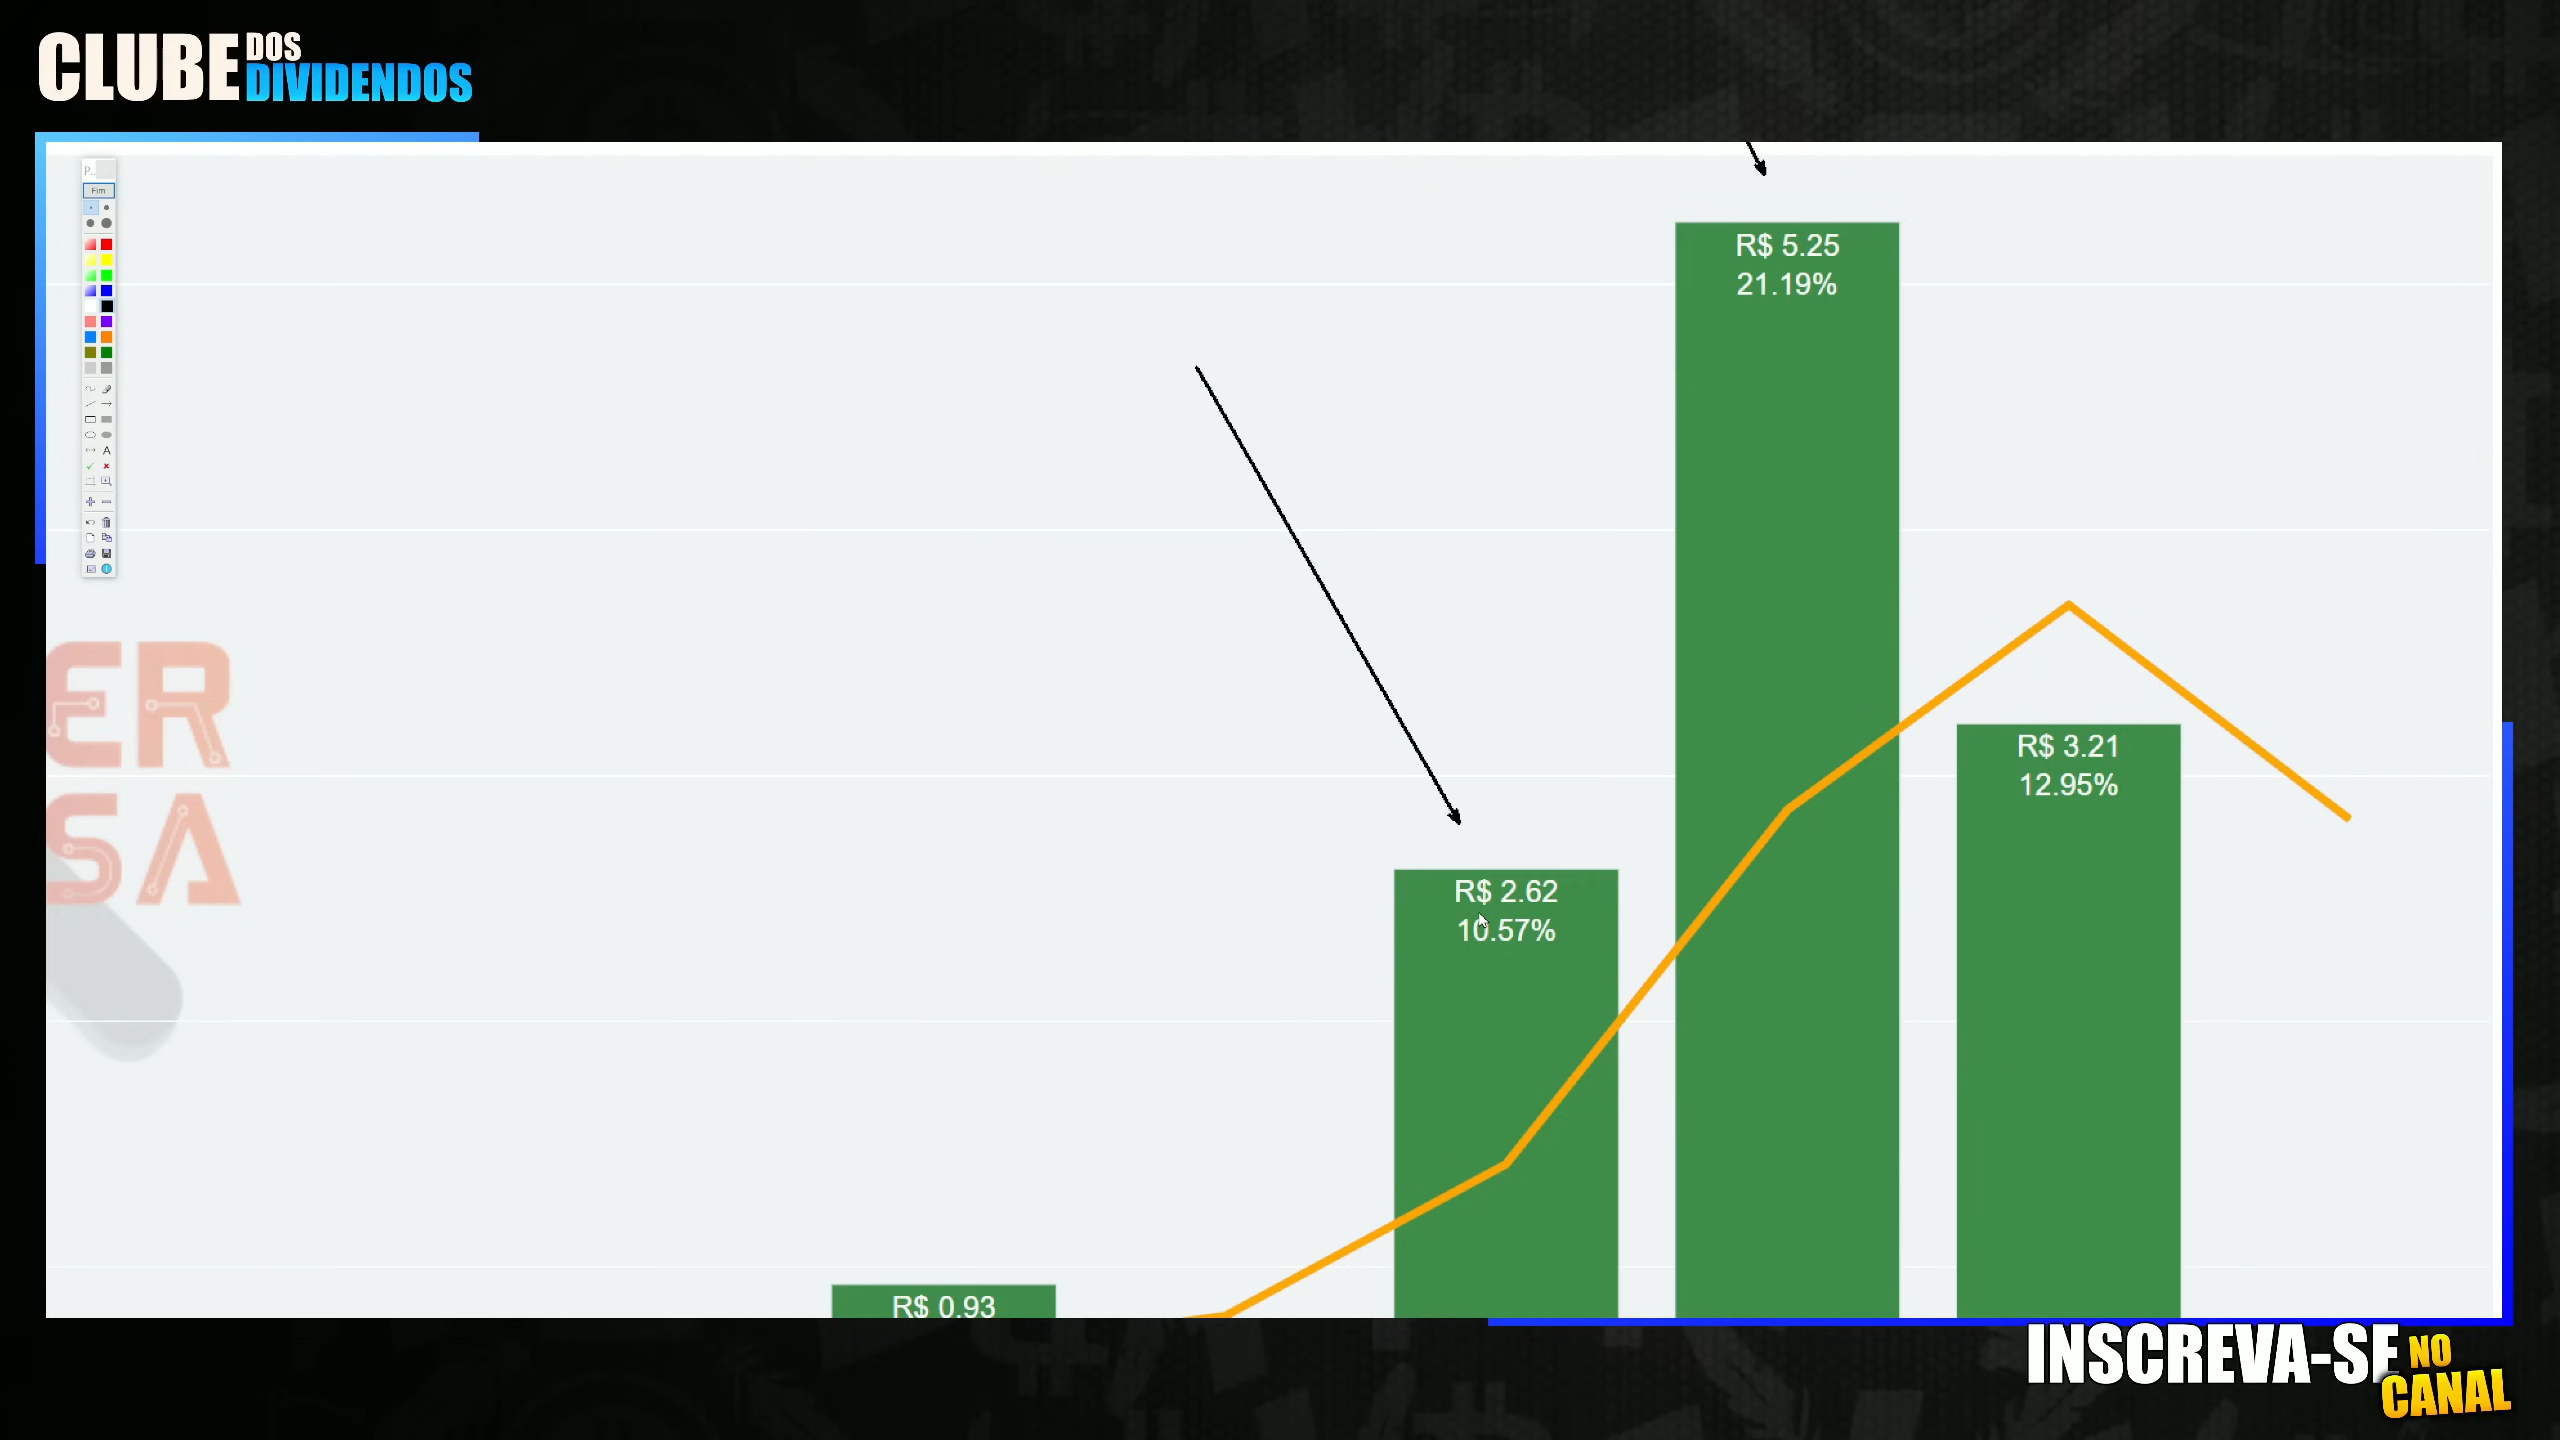 CLUBE DOS
DIVIDENDOS
P..
Fim
A
R$ 5.25
21.19%
ER
SA
R$ 3.21
12.95%
R$ 2.62
10.57%
R$ 0.93
INSCREVA-SE NO
CANAL